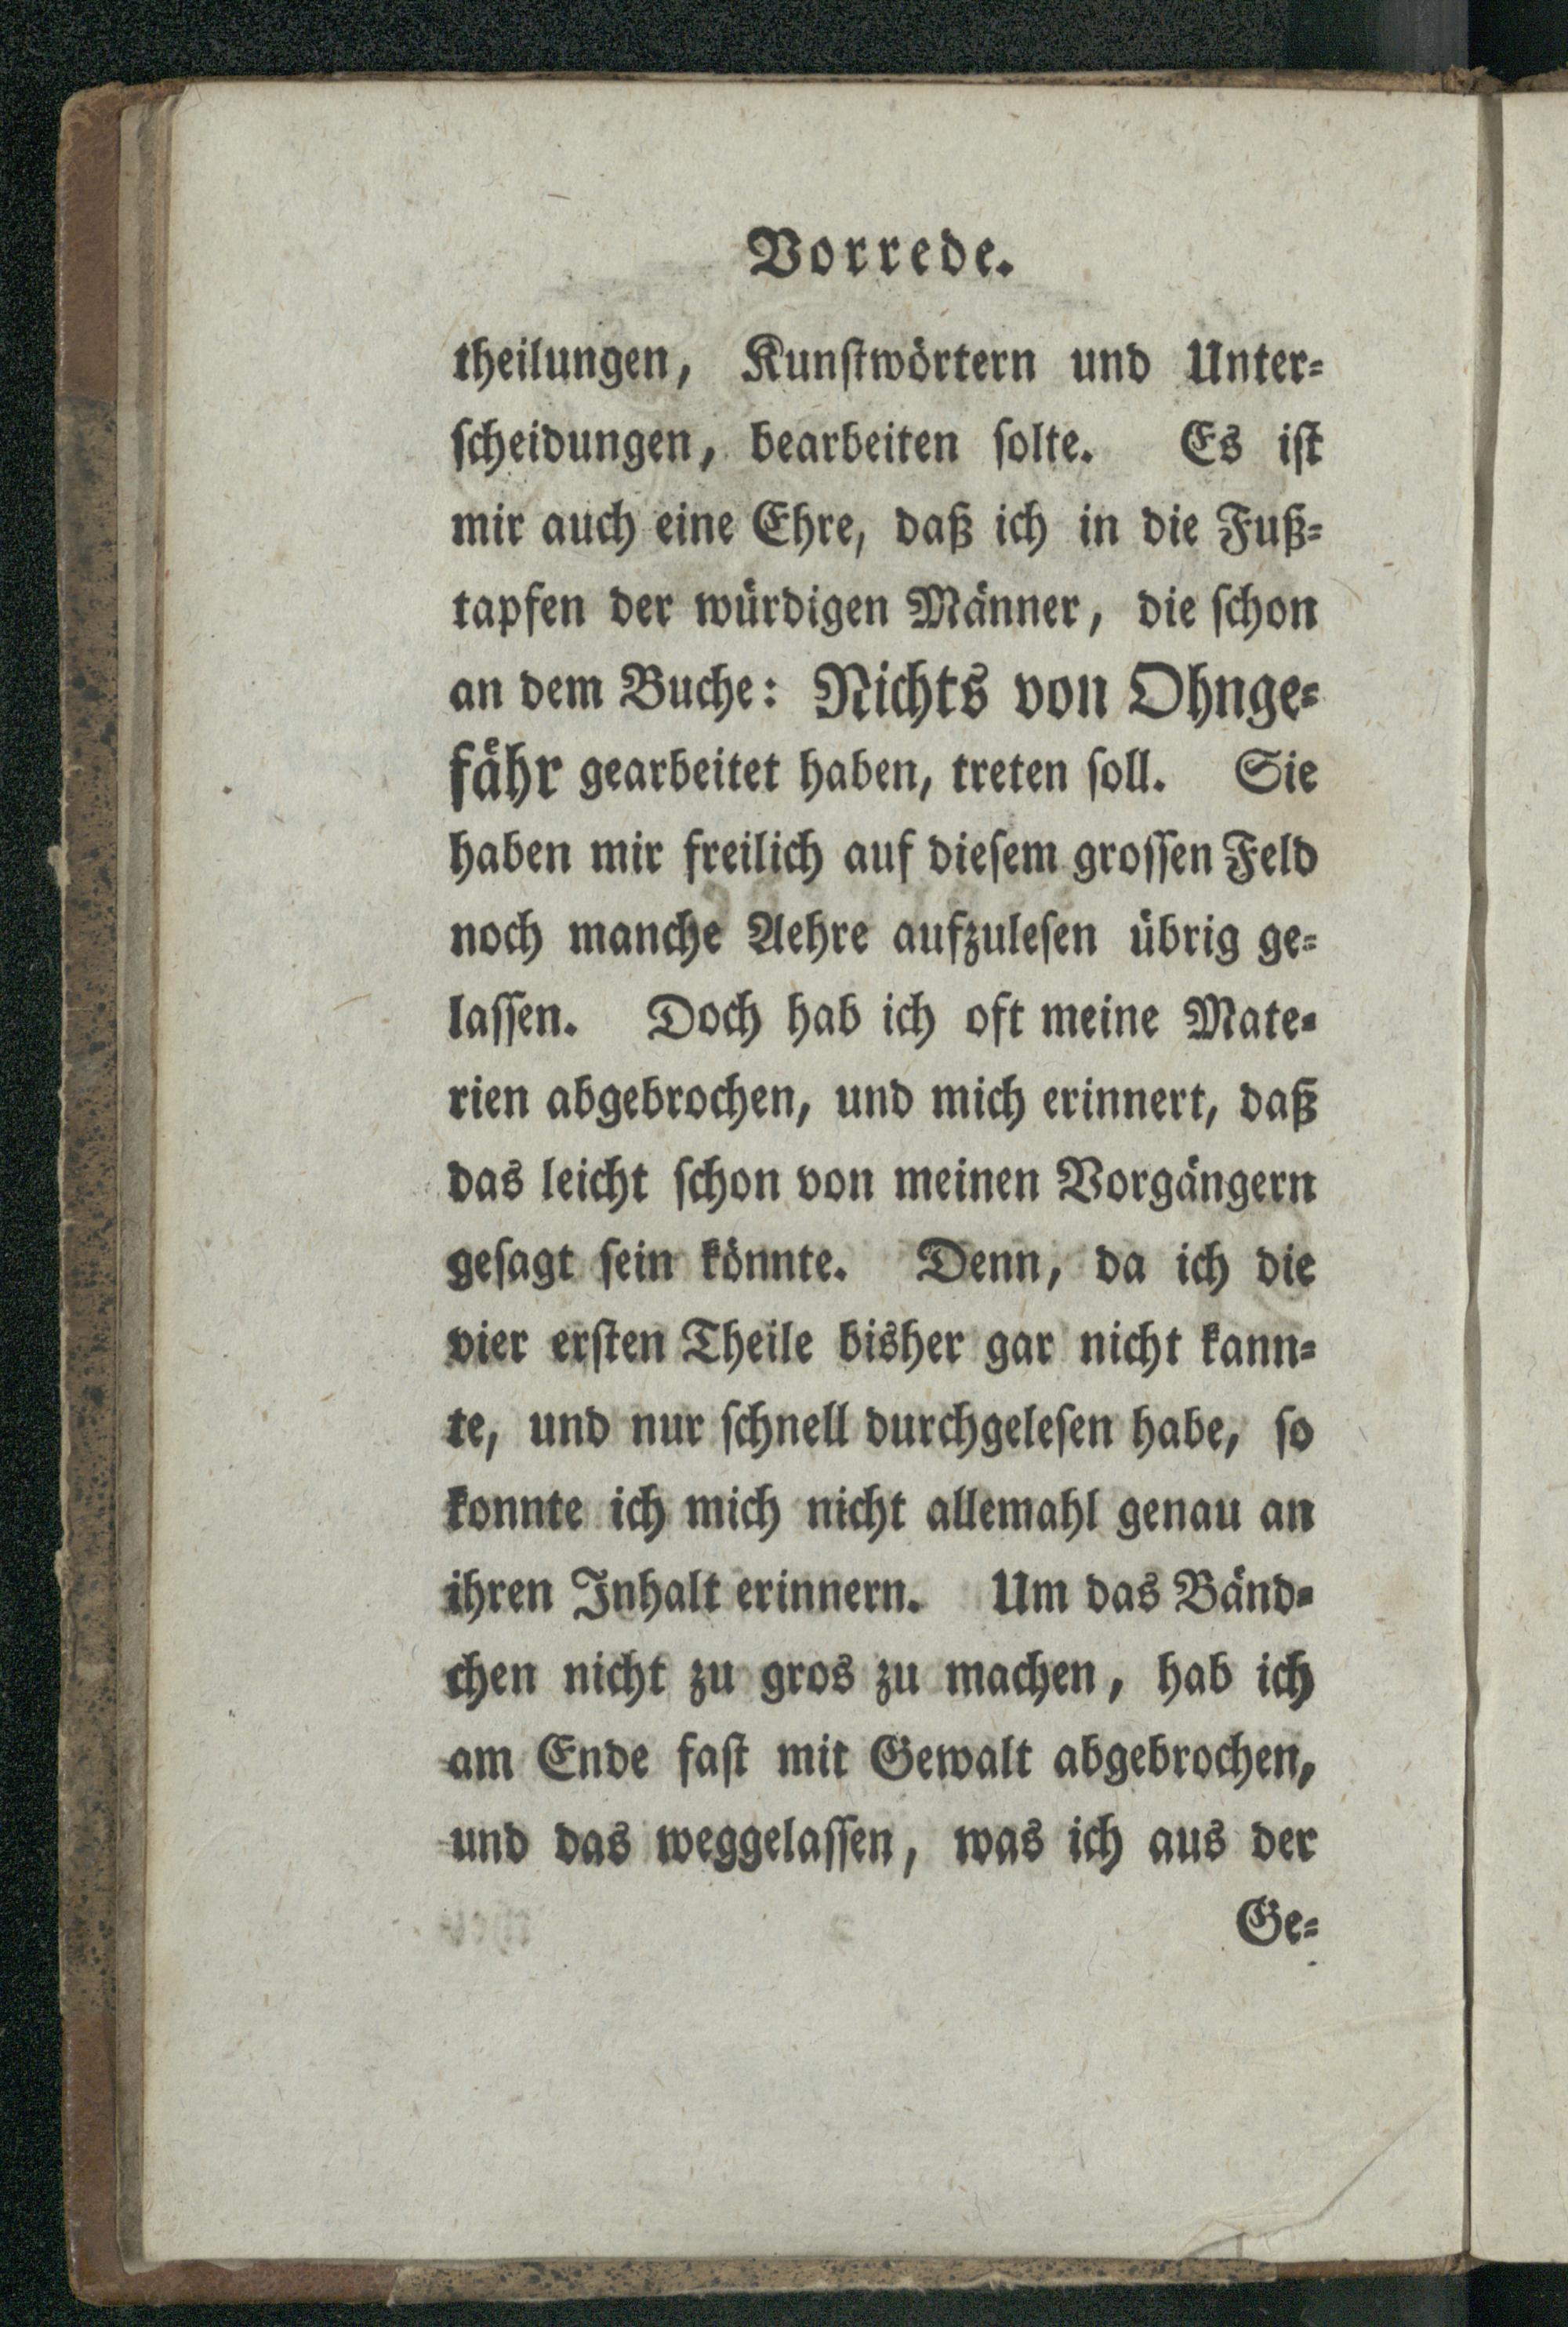 Vorrede.
theilungen, Kunſtwörtern und Unter⸗
ſcheidungen, bearbeiten ſolte. Es iſt
mir auch eine Ehre, daß ich in die Fuß⸗
tapfen der würdigen Männer, die ſchon
an dem Buche: Nichts von Ohnge⸗
fähr gearbeitet haben, treten ſoll. Sie
haben mir freilich auf dieſem groſſen Feld
noch manche Aehre aufzuleſen übrig ge⸗
laſſen. Doch hab ich oft meine Mate⸗
rien abgebrochen, und mich erinnert, daß
das leicht ſchon von meinen Vorgängern
geſagt ſein könnte. Denn, da ich die
vier erſten Theile bisher gar nicht kann⸗
te, und nur ſchnell durchgeleſen habe, ſo
konnte ich mich nicht allemahl genau an
ihren Inhalt erinnern. Um das Bänd⸗
chen nicht zu gros zu machen, hab ich
am Ende faſt mit Gewalt abgebrochen,
und das weggelaſſen, was ich aus der
Ge⸗